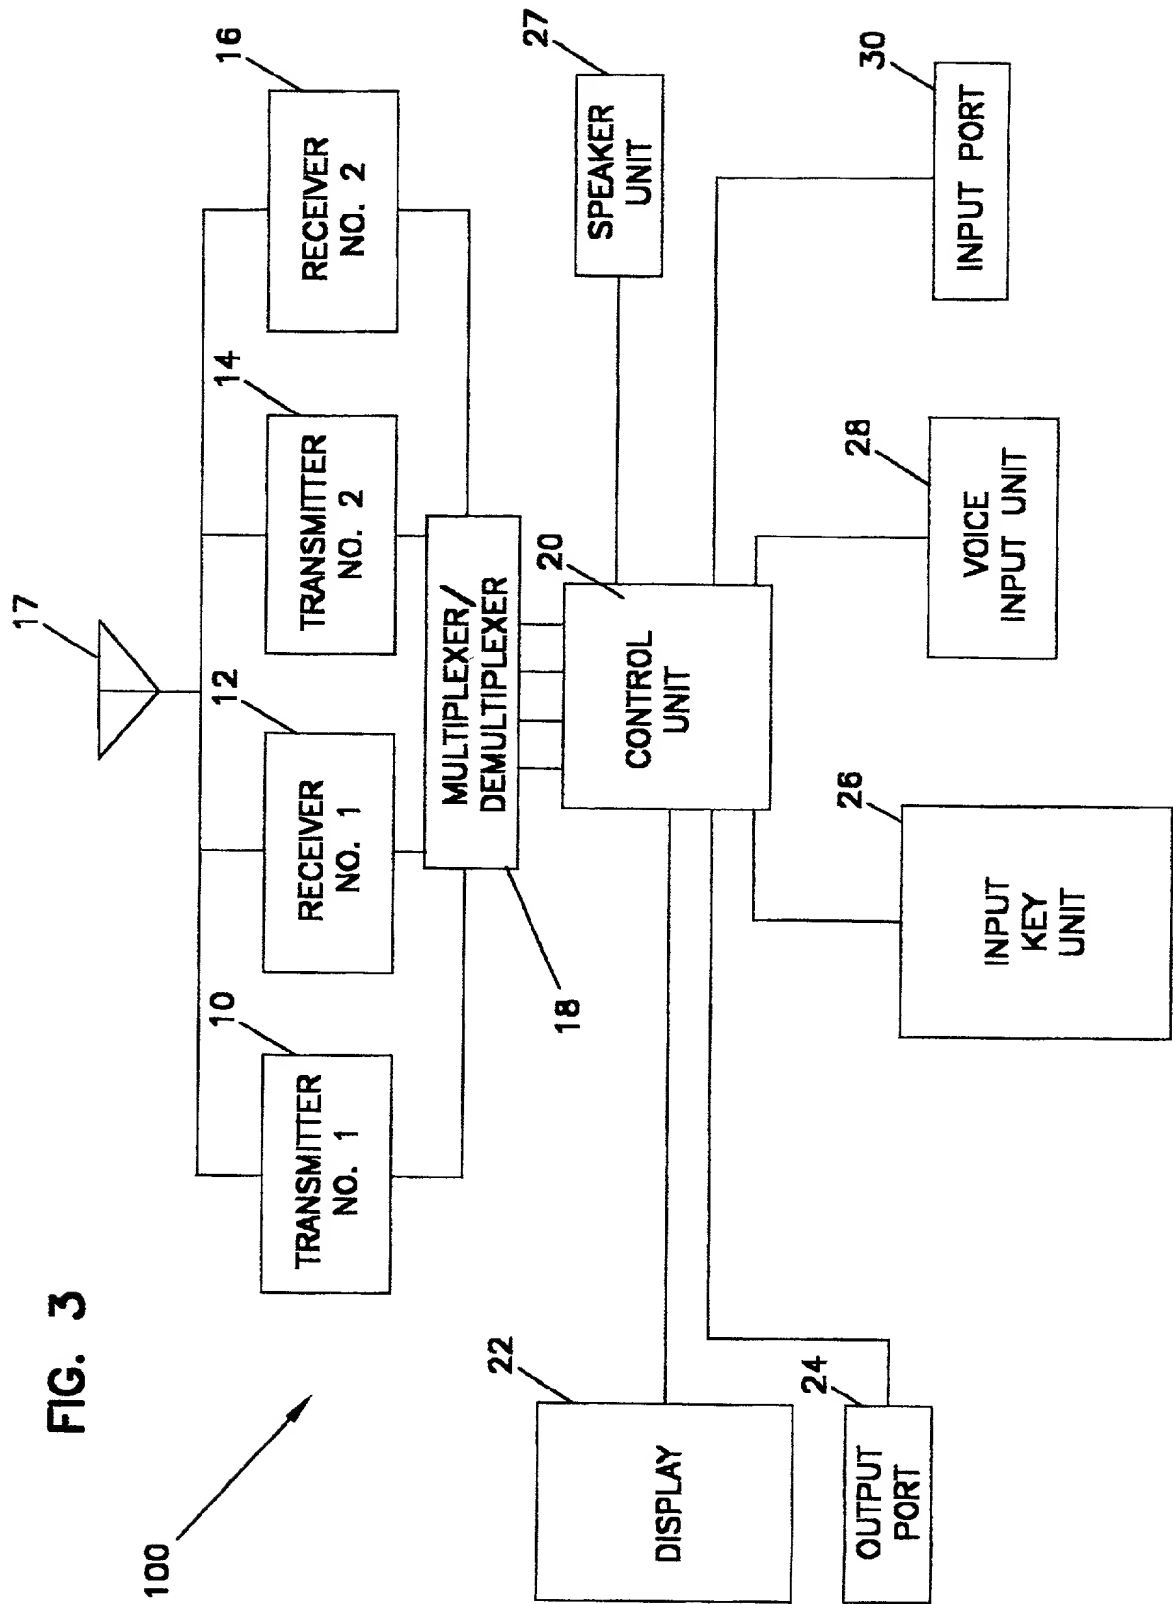 FIG. 3
100
17
10
TRANSMITTER
NO. 1
12
RECEIVER
NO. 1
14
TRANSMITTER
NO. 2
16
RECEIVER
NO. 2
MULTIPLEXER/
DEMULTIPLEXER
18
20
CONTROL
UNIT
27
SPEAKER
UNIT
22
DISPLAY
24
OUTPUT
PORT
26
INPUT
KEY
UNIT
28
VOICE
INPUT UNIT
30
INPUT PORT